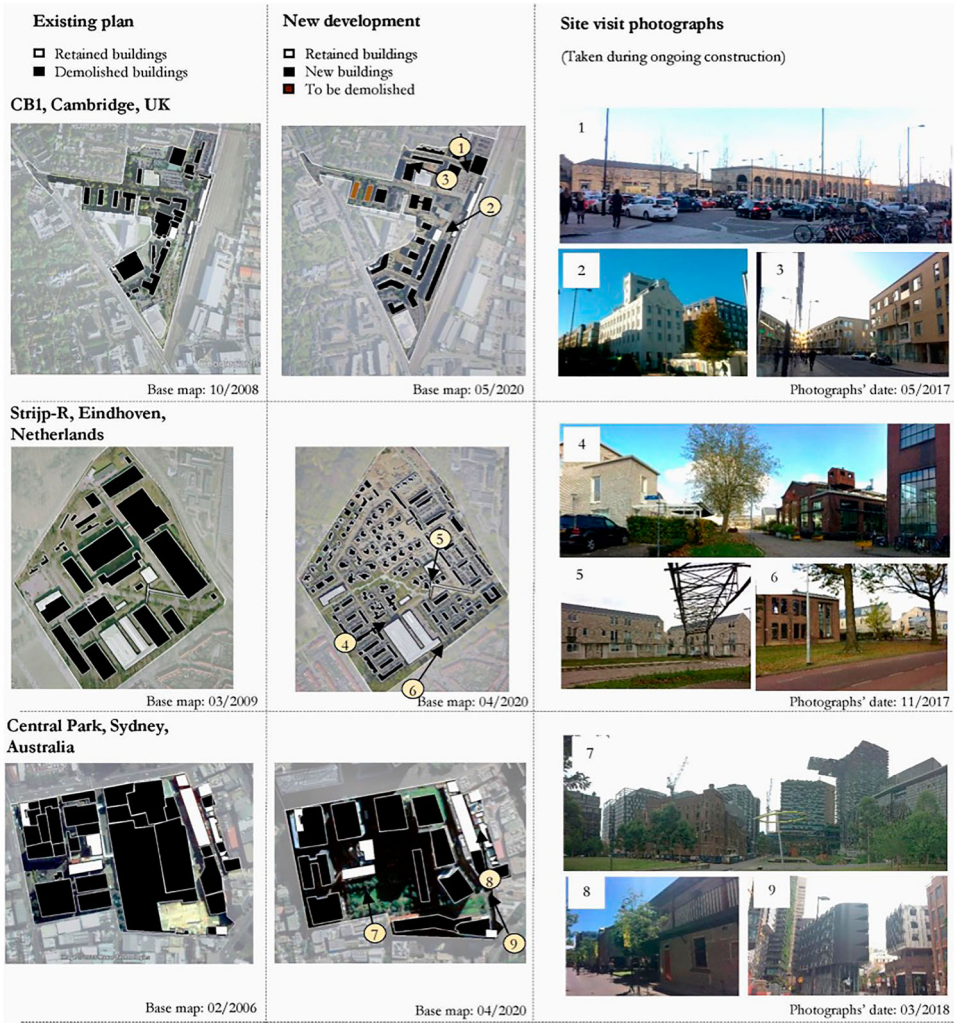 Existing plan
Retained buildings
Demolished buildings
New development
Retained buildings
New buildings
To be demolished
Site visit photographs
(Taken during ongoing construction)
CB1, Cambridge, UK
1
3
2
1
2
3
Base map: 10/2008
Base map: 05/2020
Photographs' date: 05/2017
Strijp-R, Eindhoven,
Netherlands
5
4
6
4
5
6
Base map: 03/2009
Base map: 04/2020
Photographs' date: 11/2017
Central Park, Sydney,
Australia
8
7
9
7
8
9
Base map: 02/2006
Base map: 04/2020
Photographs' date: 03/2018